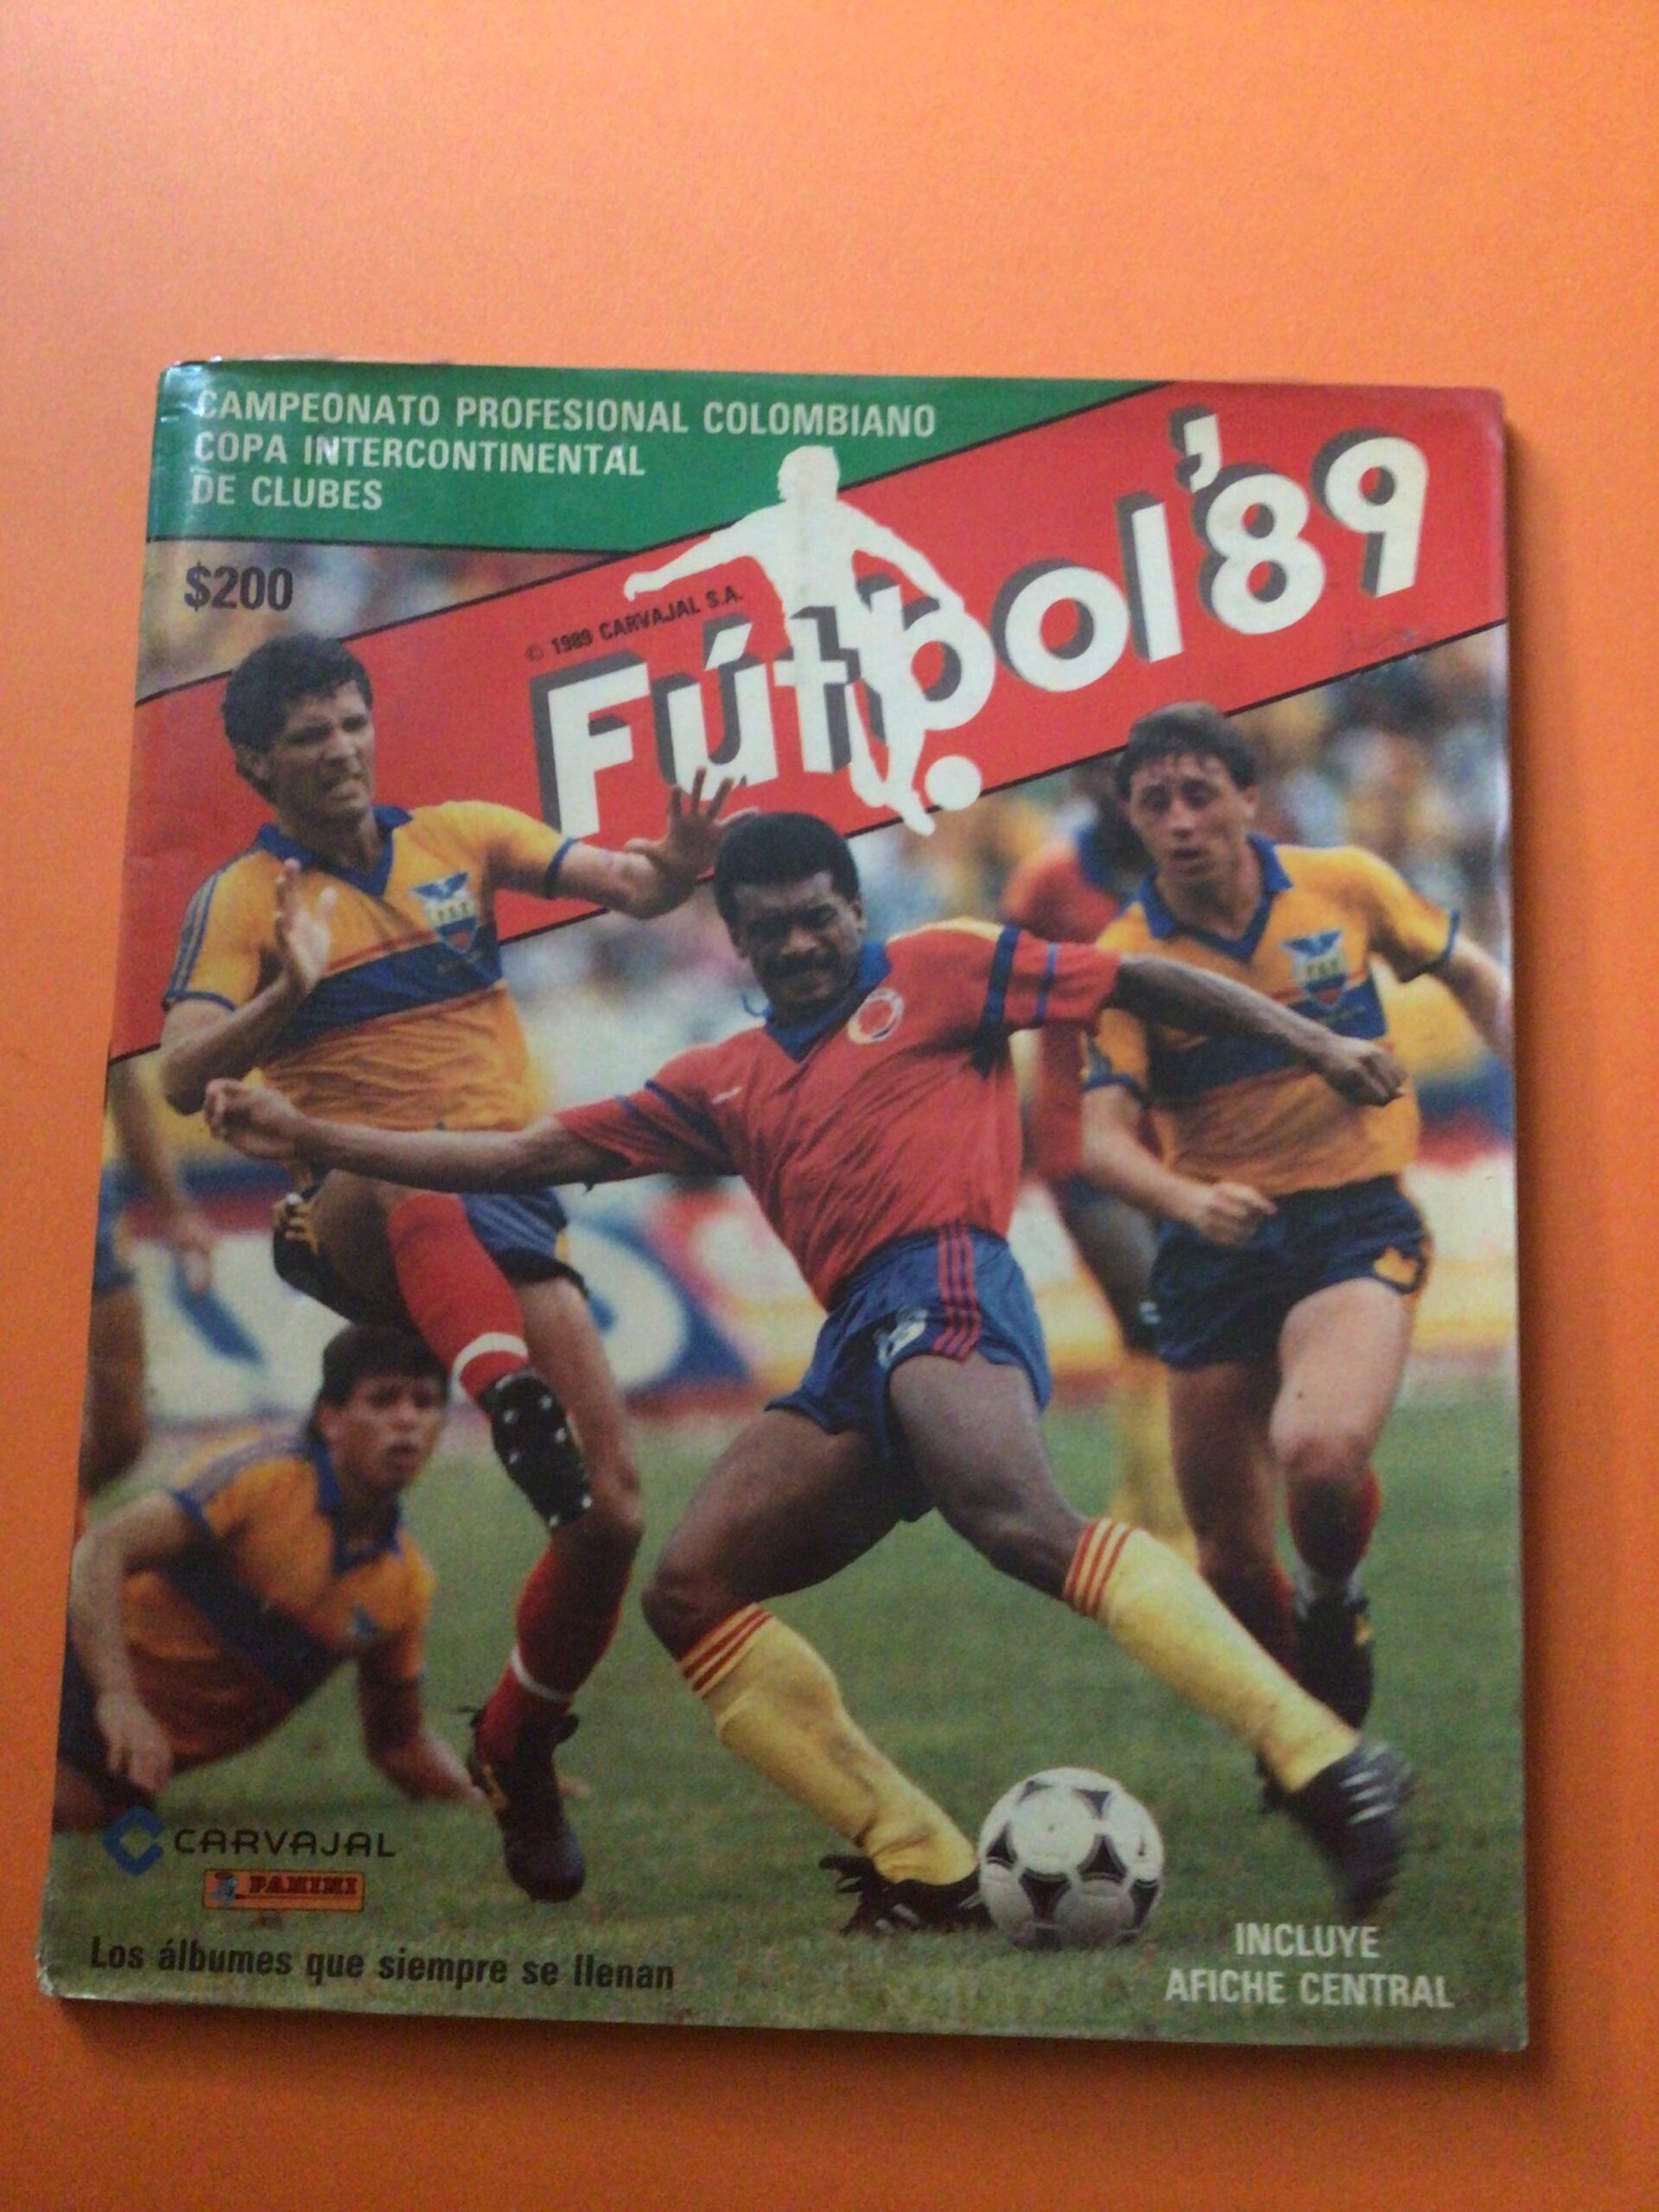 CAMPEONATO PROFESIONAL COLOMBIANO
COPA INTERCONTINENTAL
DE CLUBES
$200
© 1989 CARVAJAL S.A.
Fútbol '89
CARVAJAL
PANINI
Los álbumes que siempre se llenan
INCLUYE
AFICHE CENTRAL